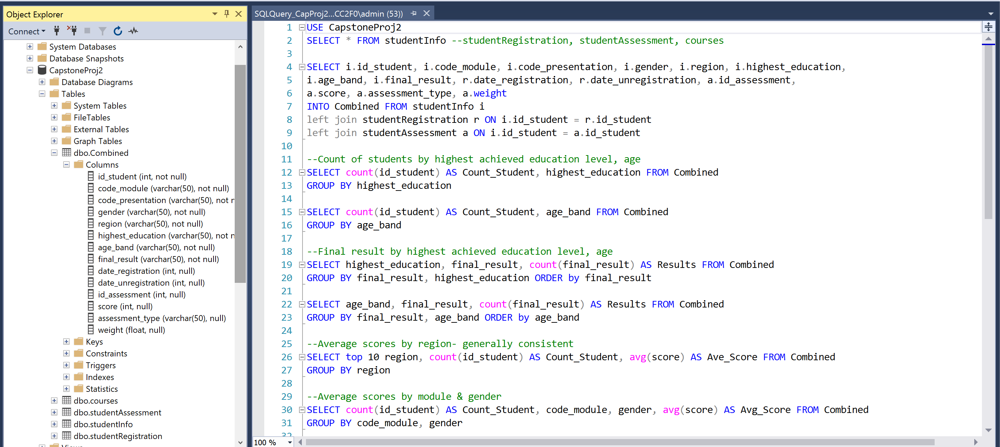 Object Explorer
Connect
System Databases
Database Snapshots
CapstoneProj2
Database Diagrams
Tables
System Tables
FileTables
External Tables
Graph Tables
dbo.Combined
Columns
id_student (int, not null)
code_module (varchar(50), not null)
code_presentation (varchar(50), not n
gender (varchar(50), not null)
region (varchar(50), not null)
highest_education (varchar(50), not n
age_band (varchar(50), not null)
final_result (varchar(50), not null)
date_registration (int, null)
date_unregistration (int, null)
id_assessment (int, null)
score (int, null)
assessment_type (varchar(50), null)
weight (float, null)
Keys
Constraints
Triggers
Indexes
Statistics
dbo.courses
dbo.studentAssessment
dbo.studentInfo
dbo.studentRegistration
Views
SQLQuery_CapProj2...CC2F0\admin (53))
1 USE CapstoneProj2
2 SELECT * FROM studentInfo --studentRegistration, studentAssessment, courses
3
4 SELECT i.id_student, i.code_module, i.code_presentation, i.gender, i.region, i.highest_education,
5 i.age_band, i.final_result, r.date_registration, r.date_unregistration, a.id_assessment,
6 a.score, a.assessment_type, a.weight
7 INTO Combined FROM studentInfo i
8 left join studentRegistration r ON i.id_student = r.id_student
9 left join studentAssessment a ON i.id_student = a.id_student
10
11 --Count of students by highest achieved education level, age
12 SELECT count(id_student) AS Count_Student, highest_education FROM Combined
13 GROUP BY highest_education
14
15 SELECT count(id_student) AS Count_Student, age_band FROM Combined
16 GROUP BY age_band
17
18 --Final result by highest achieved education level, age
19 SELECT highest_education, final_result, count(final_result) AS Results FROM Combined
20 GROUP BY final_result, highest_education ORDER by final_result
21
22 SELECT age_band, final_result, count(final_result) AS Results FROM Combined
23 GROUP BY final_result, age_band ORDER by age_band
24
25 --Average scores by region- generally consistent
26 SELECT top 10 region, count(id_student) AS Count_Student, avg(score) AS Ave_Score FROM Combined
27 GROUP BY region
28
29 --Average scores by module & gender
30 SELECT count(id_student) AS Count_Student, code_module, gender, avg(score) AS Avg_Score FROM Combined
31 GROUP BY code_module, gender
32
100 %